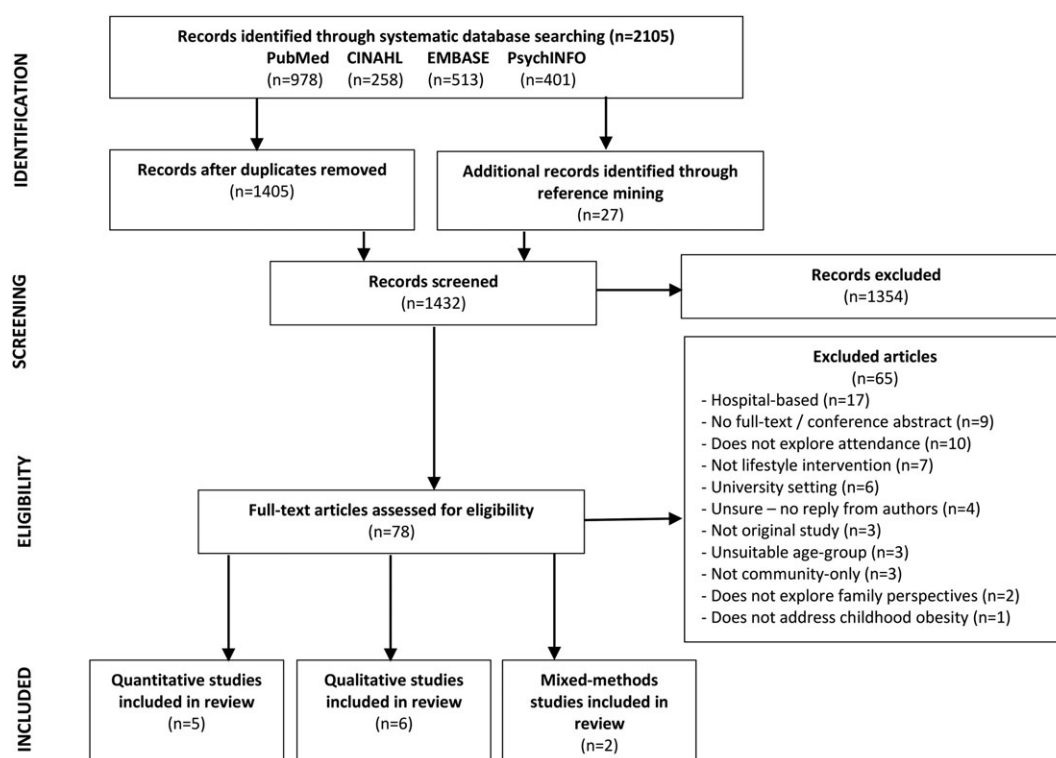 IDENTIFICATION
Records identified through systematic database searching (n=2105)
PubMed CINAHL EMBASE PsychINFO
(n=978) (n=258) (n=513) (n=401)
Records after duplicates removed
(n=1405)
Additional records identified through
reference mining
(n=27)
SCREENING
Records screened
(n=1432)
Records excluded
(n=1354)
ELIGIBILITY
Full-text articles assessed for eligibility
(n=78)
Excluded articles
(n=65)
- Hospital-based (n=17)
- No full-text / conference abstract (n=9)
- Does not explore attendance (n=10)
- Not lifestyle intervention (n=7)
- University setting (n=6)
- Unsure – no reply from authors (n=4)
- Not original study (n=3)
- Unsuitable age-group (n=3)
- Not community-only (n=3)
- Does not explore family perspectives (n=2)
- Does not address childhood obesity (n=1)
INCLUDED
Quantitative studies
included in review
(n=5)
Qualitative studies
included in review
(n=6)
Mixed-methods
studies included in
review
(n=2)